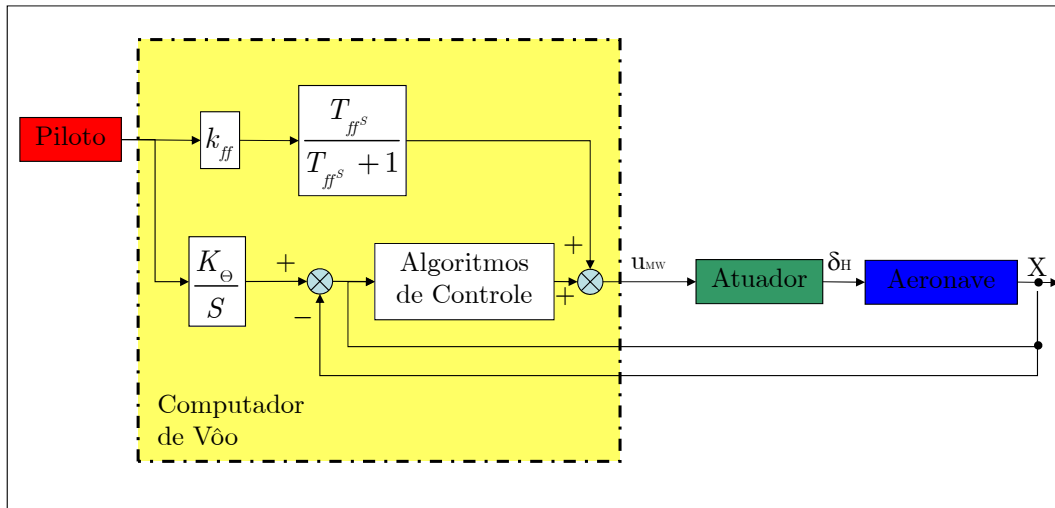 Piloto
k_ff
T_ff^S
T_ff^S + 1
K_Θ
S
+
−
Algoritmos
de Controle
+
+
u_MW
Atuador
δ_H
Aeronave
X
Computador
de Vôo